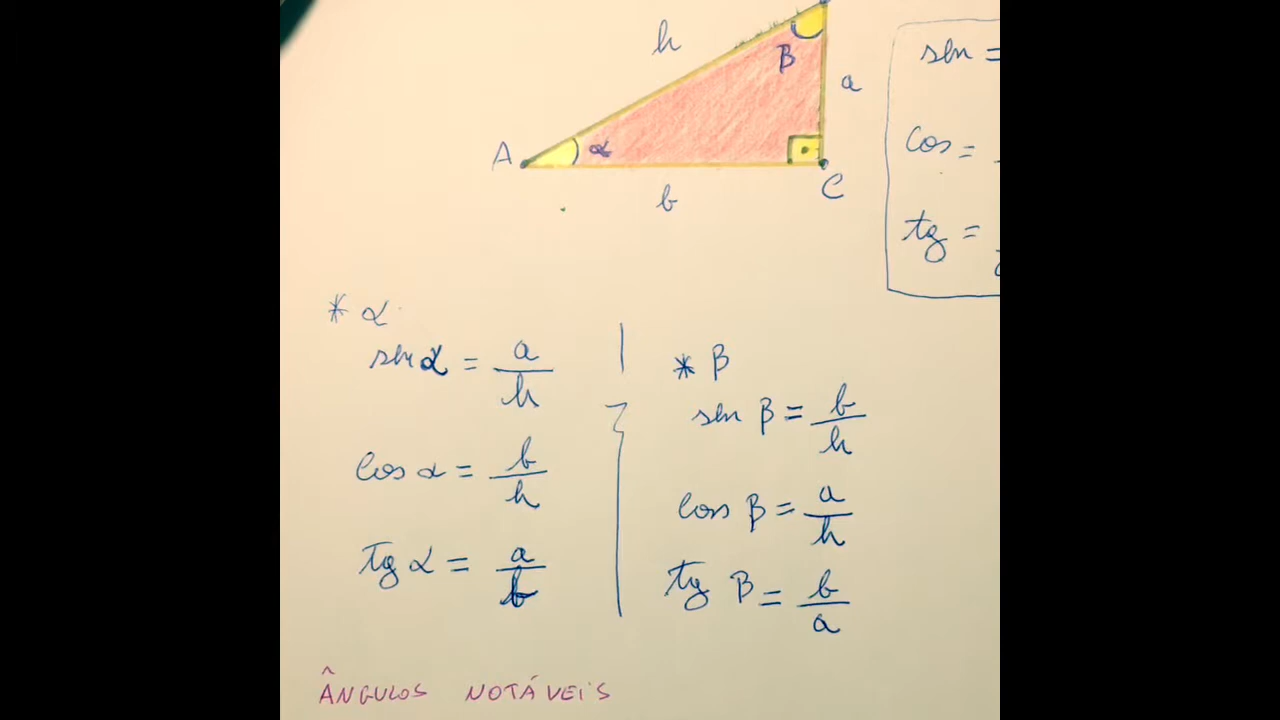 h
β
a
A
α
C
b
sen =
cos =
tg =
* α
sen α = a/h
cos α = b/h
tg α = a/b
* β
sen β = b/h
cos β = a/h
tg β = b/a
ÂNGULOS NOTÁVEIS